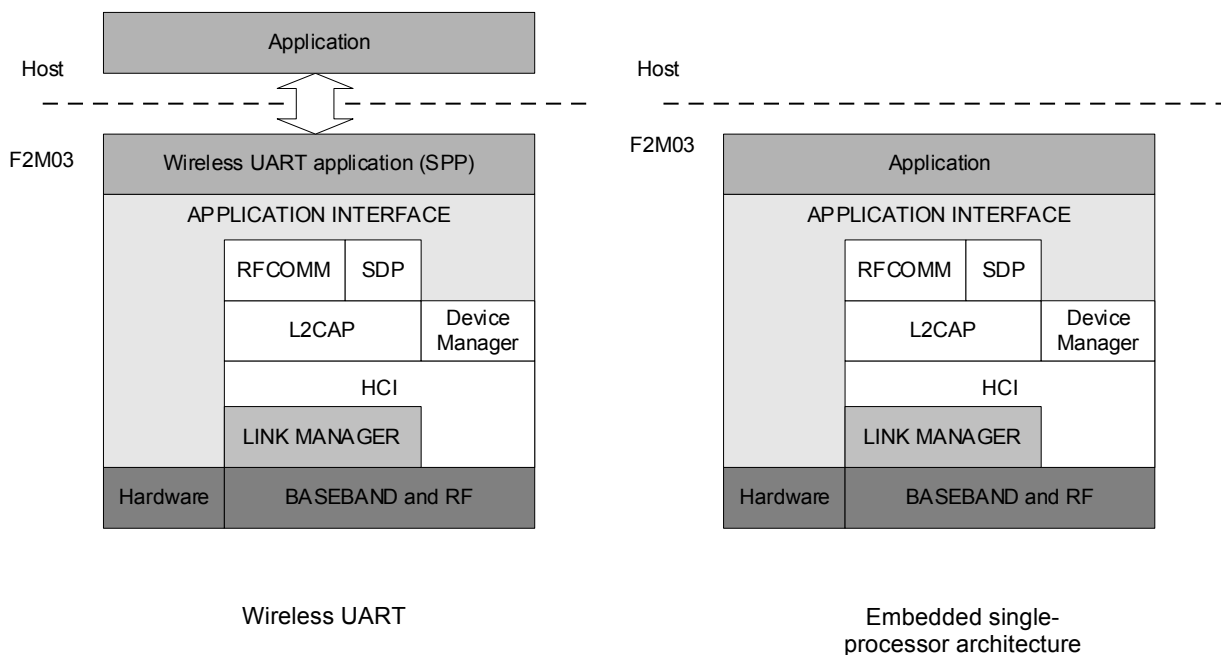 Application
Host
F2M03
Wireless UART application (SPP)
APPLICATION INTERFACE
RFCOMM
SDP
L2CAP
Device
Manager
HCI
LINK MANAGER
Hardware
BASEBAND and RF
Wireless UART
Host
F2M03
Application
APPLICATION INTERFACE
RFCOMM
SDP
L2CAP
Device
Manager
HCI
LINK MANAGER
Hardware
BASEBAND and RF
Embedded single-
processor architecture